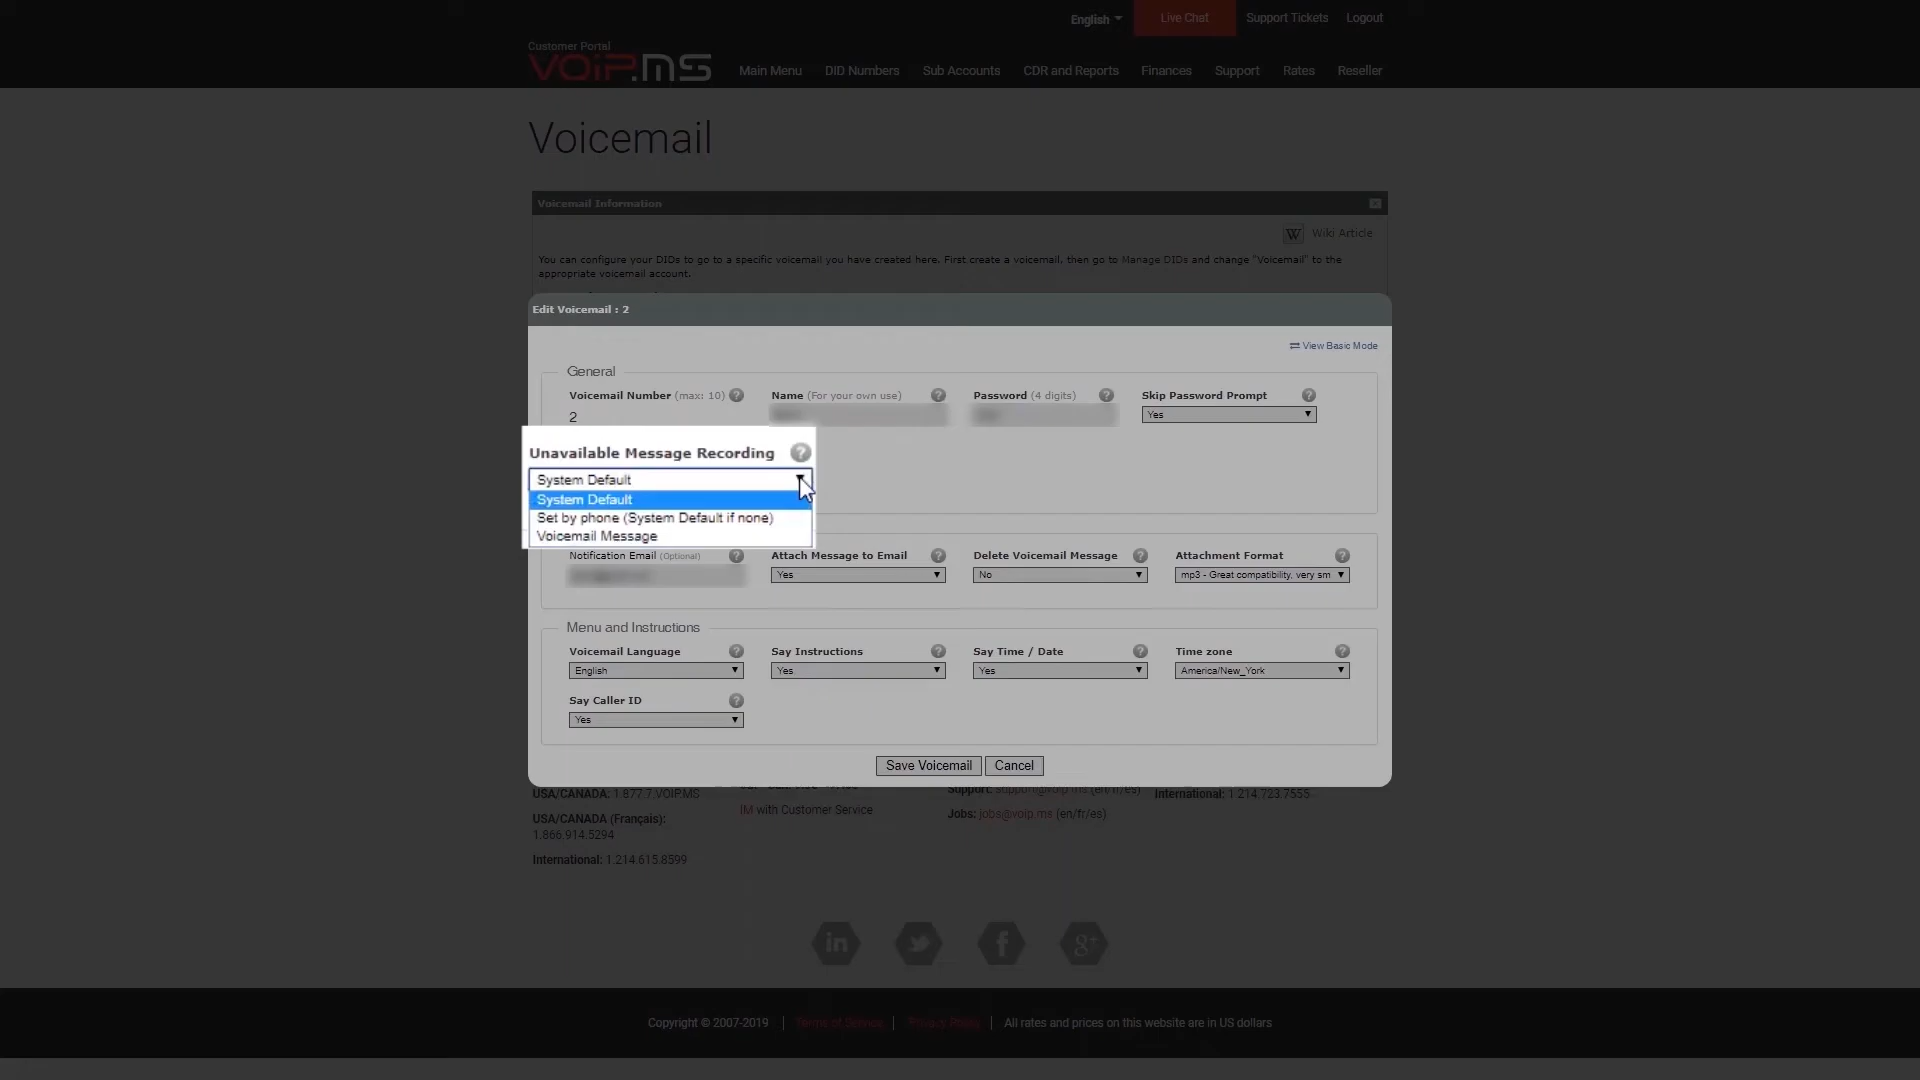 English
Live Chat
Support Tickets
Logout
Customer Portal
VOiP.MS
Main Menu
DID Numbers
Sub Accounts
CDR and Reports
Finances
Support
Rates
Reseller
Voicemail
Voicemail Information
W Wiki Article
You can configure your DIDs to go to a specific voicemail you have created here. First create a voicemail, then go to Manage DIDs and change "Voicemail" to the
appropriate voicemail account.
Edit Voicemail : 2
View Basic Mode
General
Voicemail Number (max: 10) ?
Name (For your own use) ?
Password (4 digits) ?
Skip Password Prompt ?
2
Yes
Unavailable Message Recording ?
System Default
System Default
Set by phone (System Default if none)
Voicemail Message
Notification Email (Optional) ?
Attach Message to Email ?
Delete Voicemail Message ?
Attachment Format ?
Yes
No
mp3 - Great compatibility, very sm
Menu and Instructions
Voicemail Language ?
Say Instructions ?
Say Time / Date ?
Time zone ?
English
Yes
Yes
America/New_York
Say Caller ID ?
Yes
Save Voicemail
Cancel
USA/CANADA: 1 877.7.VOIPMS
Support: support@voip.ms (en/fr/es)
International: 1 214.723.7555
IM with Customer Service
Jobs: jobs@voip.ms (en/fr/es)
USA/CANADA (Français):
1.866.914.5294
International: 1.214.615.8599
in
f
g+
Copyright © 2007-2019
Terms of Service
Privacy Policy
All rates and prices on this website are in US dollars